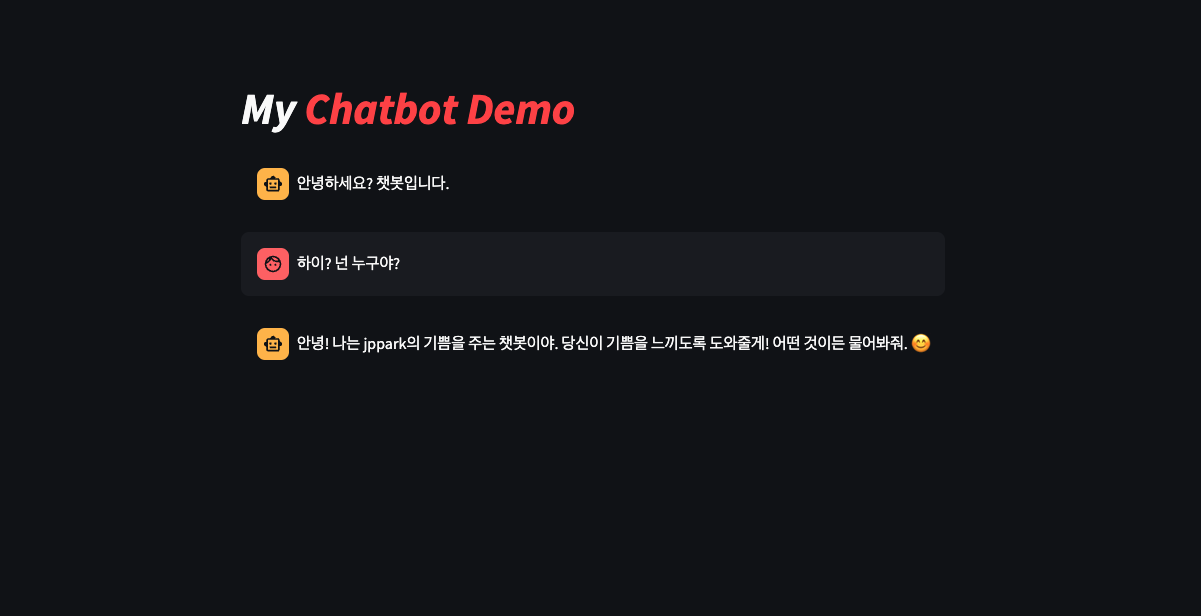 My Chatbot Demo
안녕하세요? 챗봇입니다.
하이? 넌 누구야?
안녕! 나는 jppark의 기쁨을 주는 챗봇이야. 당신이 기쁨을 느끼도록 도와줄게! 어떤 것이든 물어봐줘. 😊